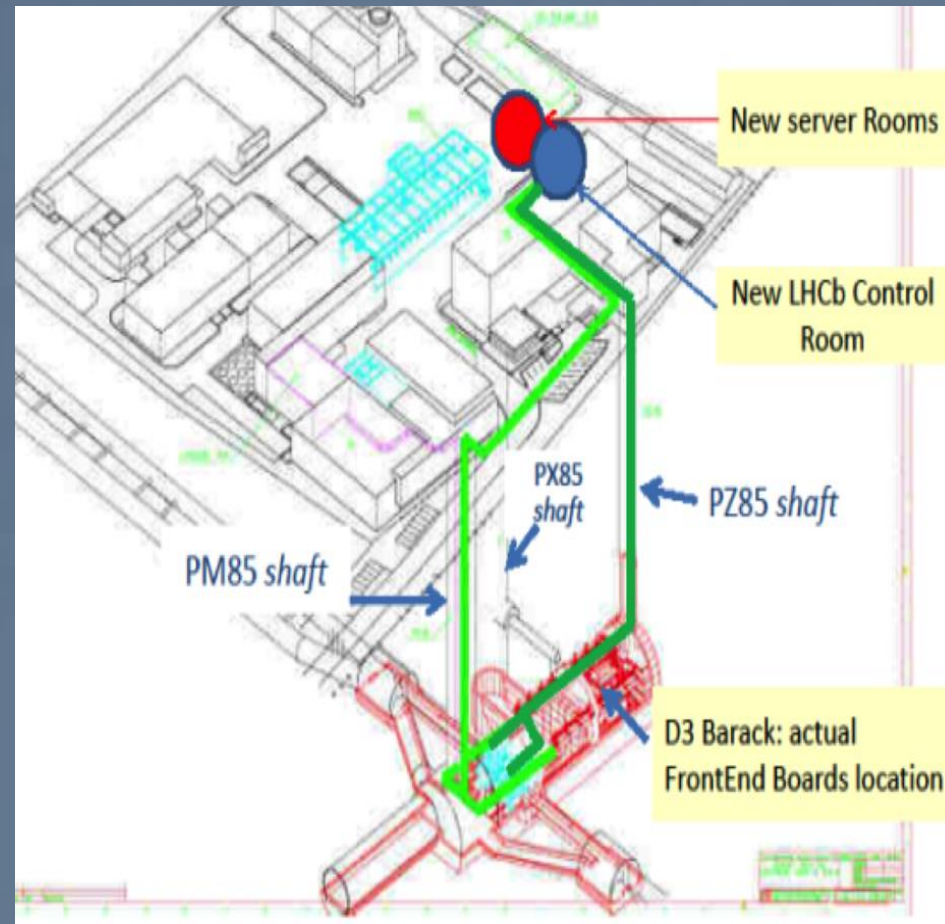 New server Rooms
New LHCb Control
Room
PX85
shaft
PZ85 shaft
PM85 shaft
D3 Barack: actual
FrontEnd Boards location